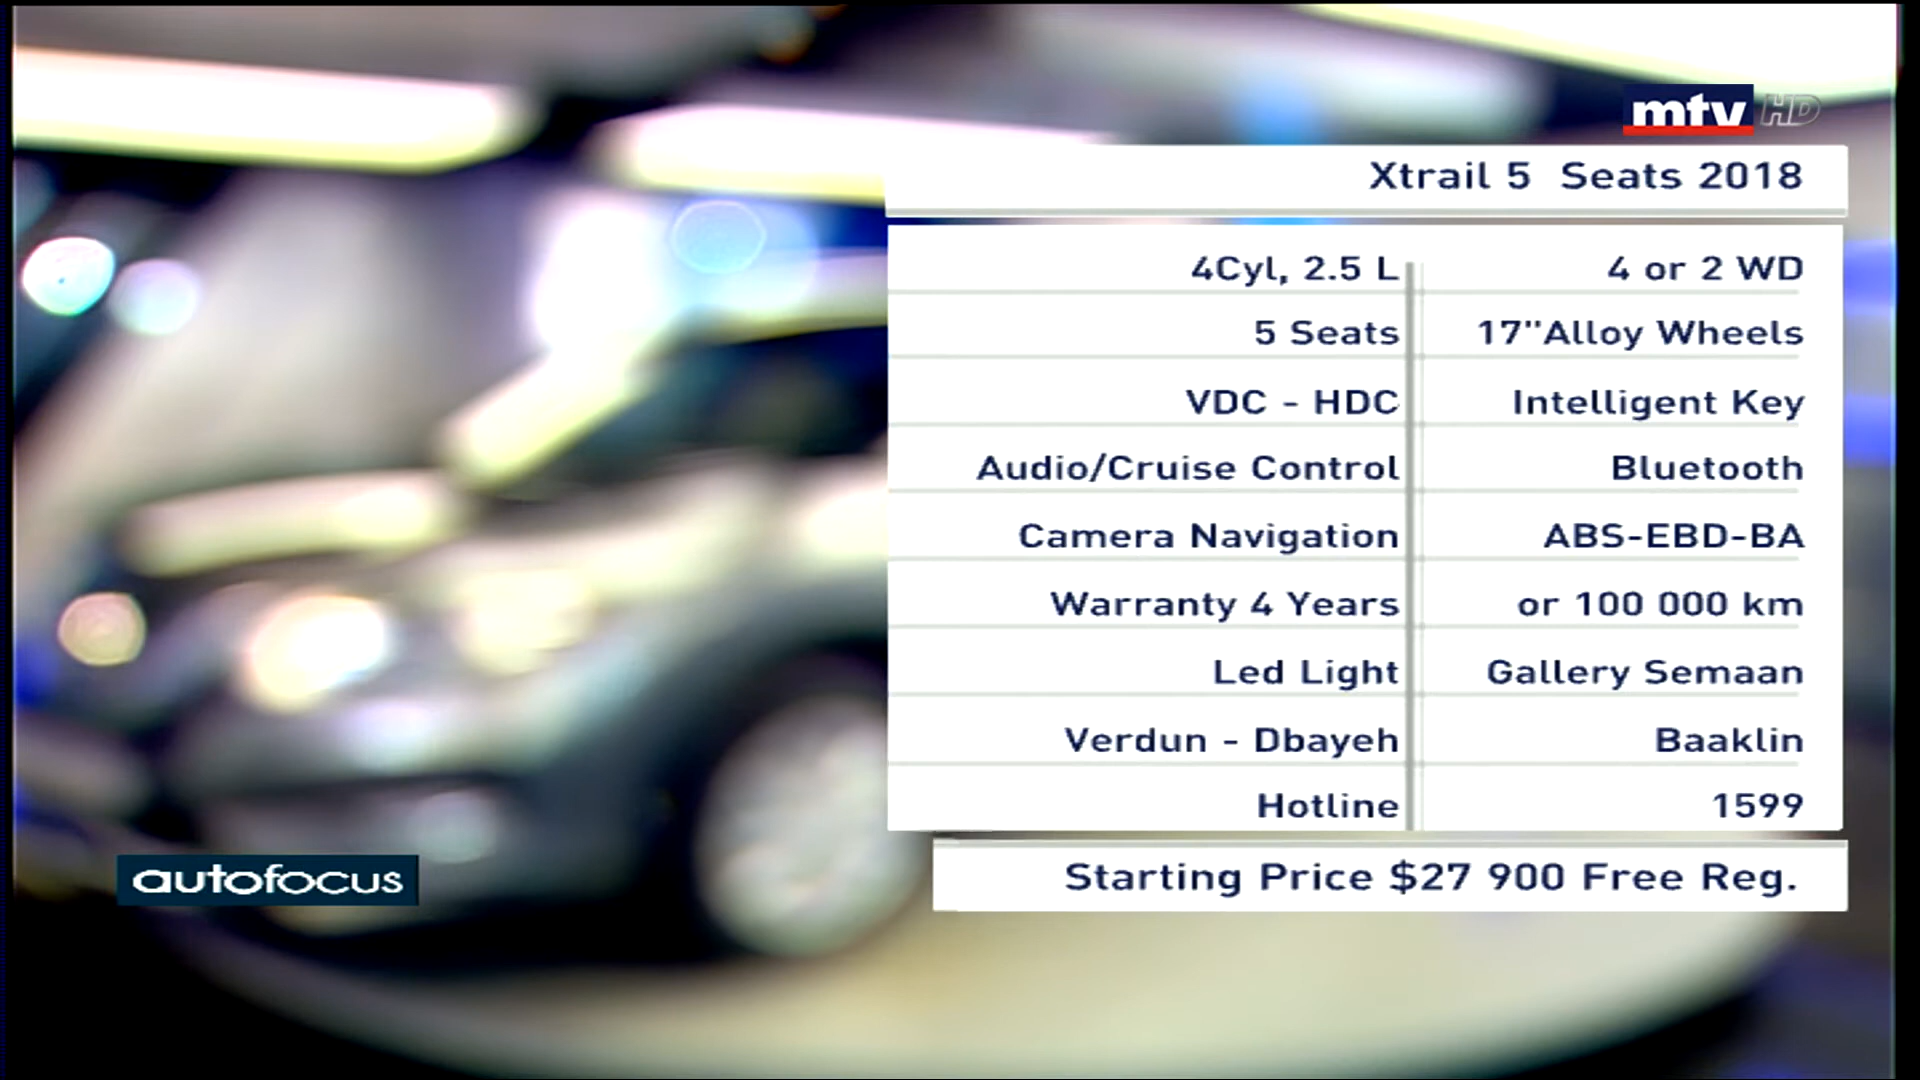 mtv HD
Xtrail 5 Seats 2018
4Cyl, 2.5 L 4 or 2 WD
5 Seats 17"Alloy Wheels
VDC - HDC Intelligent Key
Audio/Cruise Control Bluetooth
Camera Navigation ABS-EBD-BA
Warranty 4 Years or 100 000 km
Led Light Gallery Semaan
Verdun - Dbayeh Baaklin
Hotline 1599
Starting Price $27 900 Free Reg.
autofocus